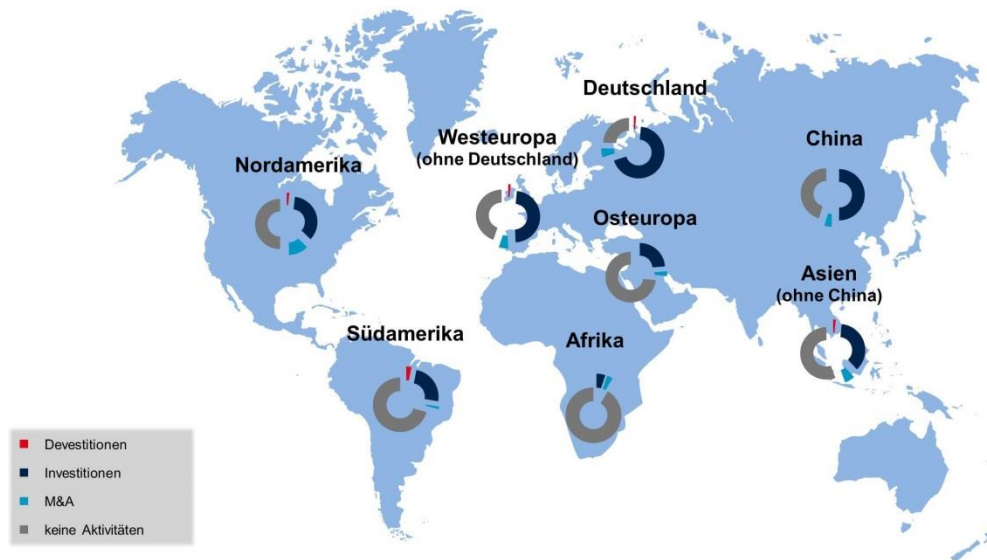 Deutschland
Westeuropa
(ohne Deutschland)
China
Nordamerika
Osteuropa
Asien
(ohne China)
Südamerika
Afrika
Devestitionen
Investitionen
M&A
keine Aktivitäten